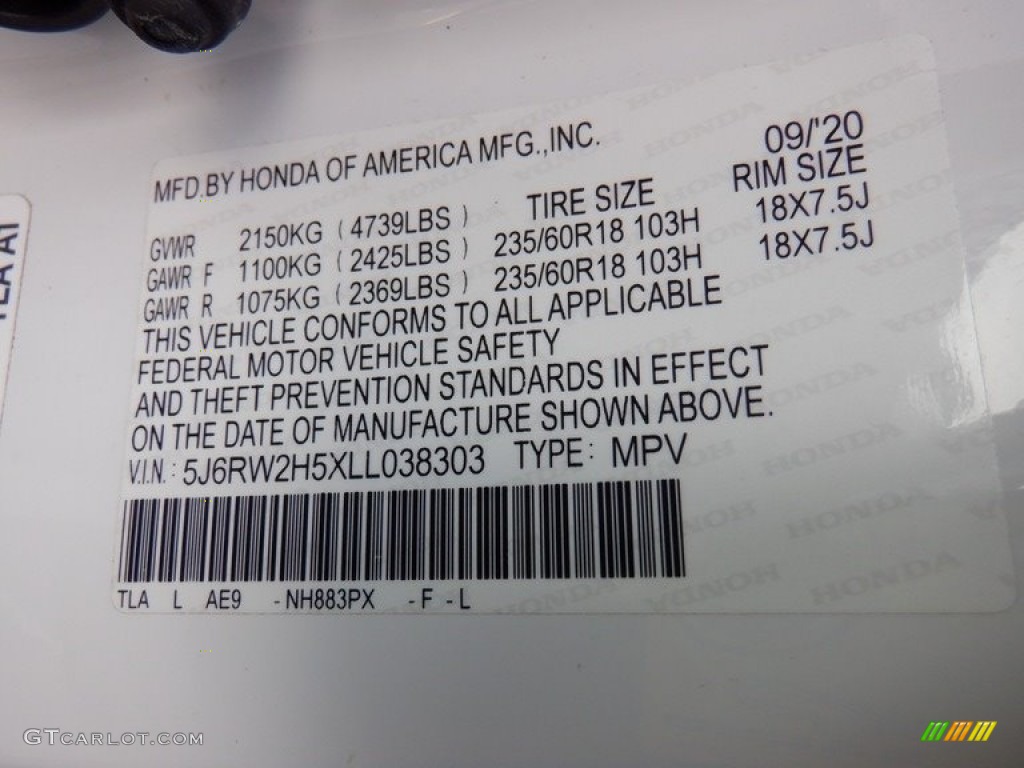 MFD.BY HONDA OF AMERICA MFG.,INC. 09/'20
TIRE SIZE RIM SIZE
GVWR 2150KG (4739LBS)
GAWR F 1100KG (2425LBS) 235/60R18 103H 18X7.5J
GAWR R 1075KG (2369LBS) 235/60R18 103H 18X7.5J
THIS VEHICLE CONFORMS TO ALL APPLICABLE
FEDERAL MOTOR VEHICLE SAFETY
AND THEFT PREVENTION STANDARDS IN EFFECT
ON THE DATE OF MANUFACTURE SHOWN ABOVE.
V.I.N.: 5J6RW2H5XLL038303 TYPE: MPV
TLA L AE9 -NH883PX -F-L
GTCARLOT.COM